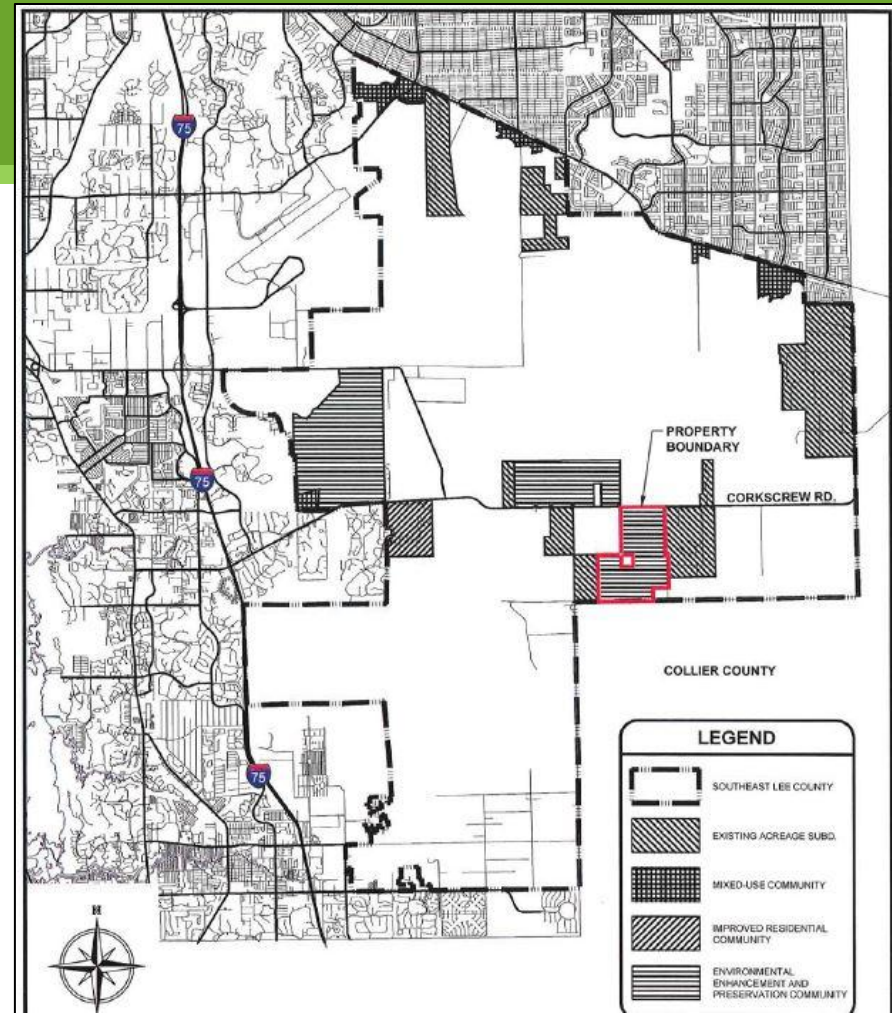 75
PROPERTY
BOUNDARY
75
CORKSCREW RD.
COLLIER COUNTY
75
LEGEND
SOUTHEAST LEE COUNTY
EXISTING ACREAGE SUBD.
MIXED-USE COMMUNITY
IMPROVED RESIDENTIAL
COMMUNITY
ENVIRONMENTAL
ENHANCEMENT AND
PRESERVATION COMMUNITY
N